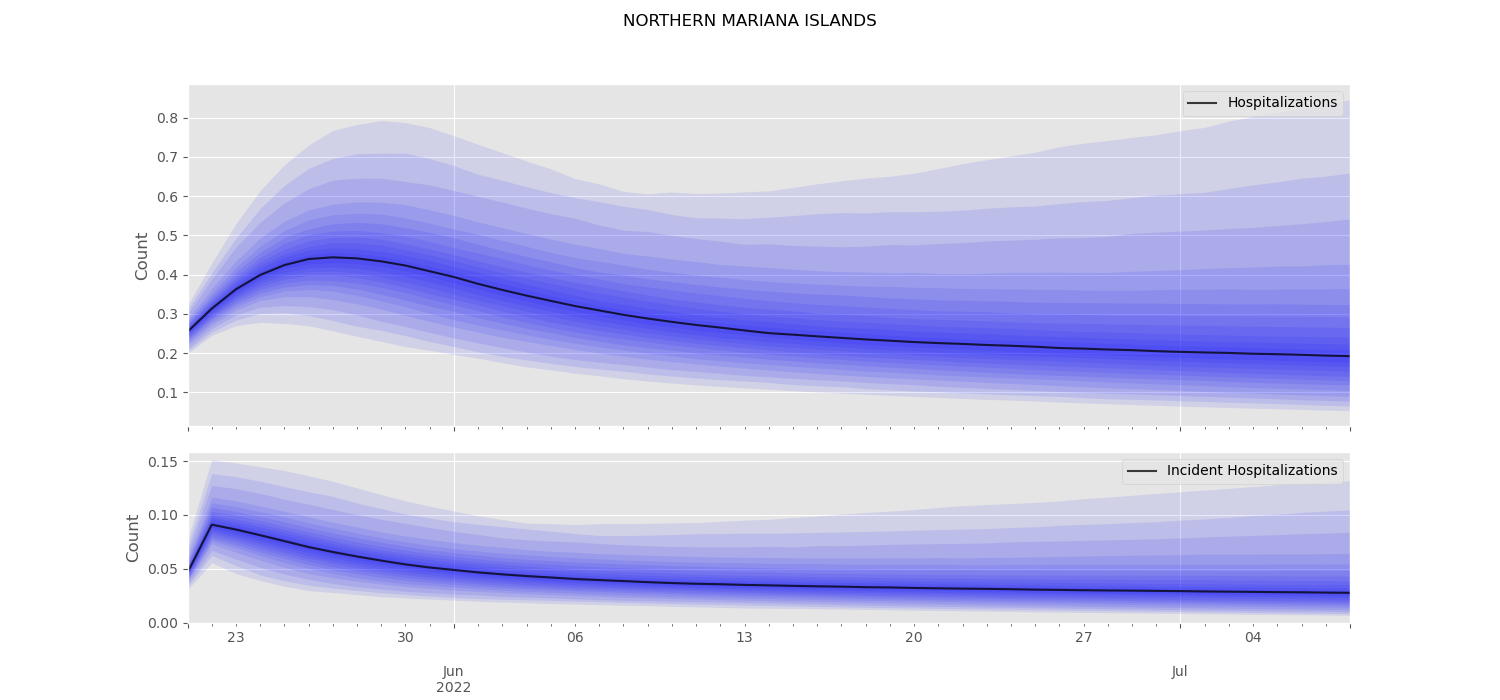 NORTHERN MARIANA ISLANDS
Hospitalizations
0.8
0.7
0.6
0.5
0.4
0.3
0.2
0.1
Count
Incident Hospitalizations
0.15
0.10
0.05
0.00
Count
23 30 06 13 20 27 04
Jun Jul
2022